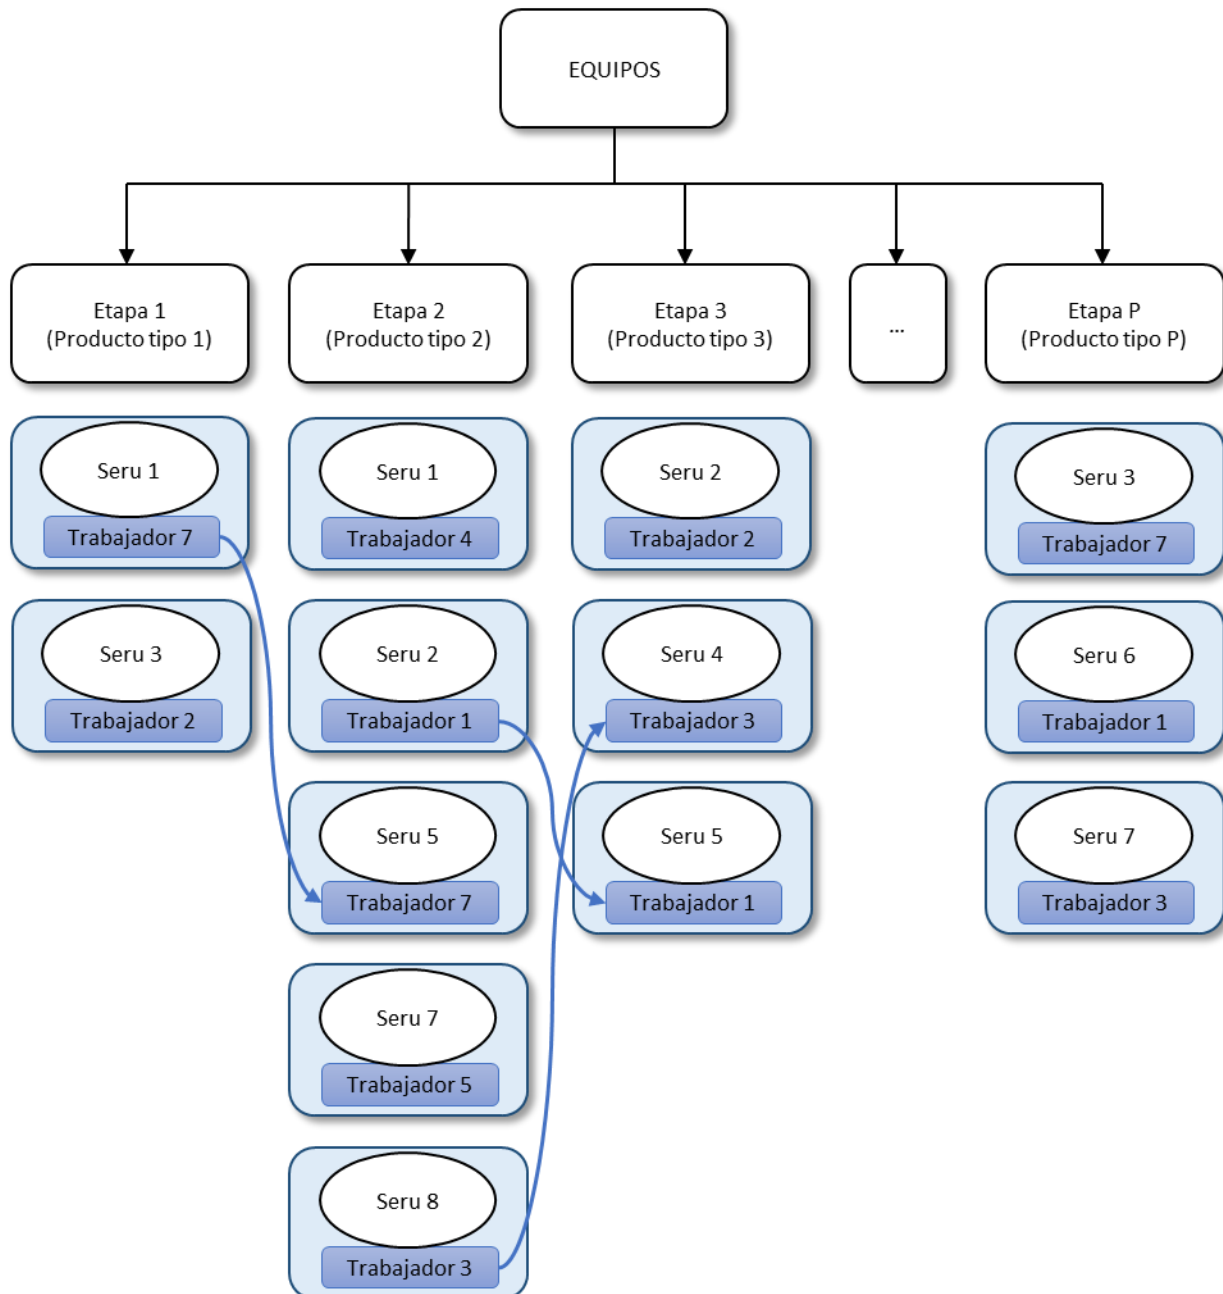 EQUIPOS
Etapa 1
(Producto tipo 1)
Etapa 2
(Producto tipo 2)
Etapa 3
(Producto tipo 3)
...
Etapa P
(Producto tipo P)
Seru 1
Trabajador 7
Seru 3
Trabajador 2
Seru 1
Trabajador 4
Seru 2
Trabajador 1
Seru 5
Trabajador 7
Seru 7
Trabajador 5
Seru 8
Trabajador 3
Seru 2
Trabajador 2
Seru 4
Trabajador 3
Seru 5
Trabajador 1
Seru 3
Trabajador 7
Seru 6
Trabajador 1
Seru 7
Trabajador 3